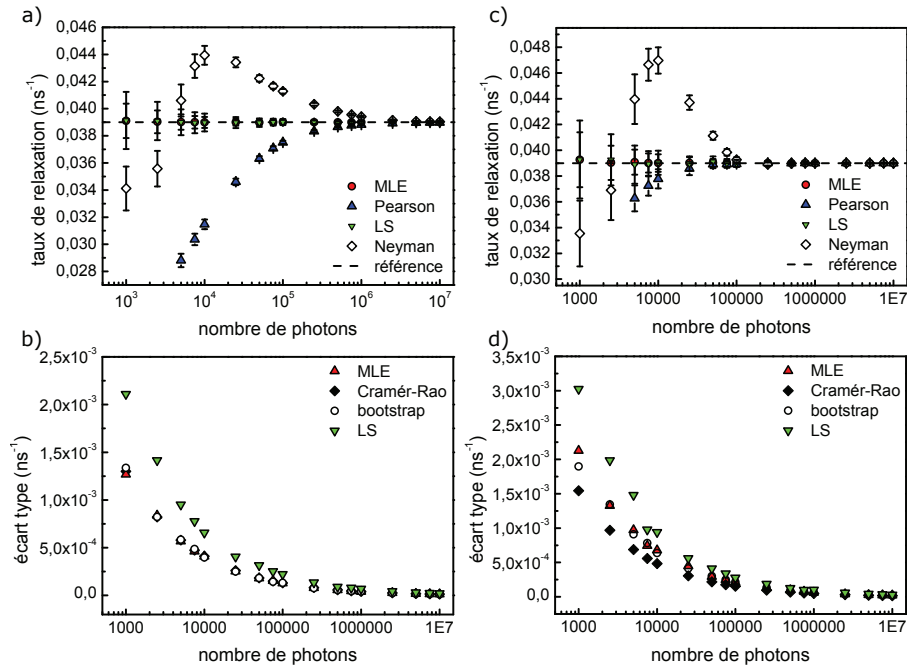 a)
0,046
0,044
0,042
0,040
0,038
0,036
0,034
0,032
0,030
0,028
taux de relaxation (ns⁻¹)
MLE
Pearson
LS
Neyman
référence
10³
10⁴
10⁵
10⁶
10⁷
nombre de photons
c)
0,048
0,046
0,044
0,042
0,040
0,038
0,036
0,034
0,032
0,030
taux de relaxation (ns⁻¹)
MLE
Pearson
LS
Neyman
référence
1000
10000
100000
1000000
1E7
nombre de photons
b)
2,5x10⁻³
2,0x10⁻³
1,5x10⁻³
1,0x10⁻³
5,0x10⁻⁴
0,0
écart type (ns⁻¹)
MLE
Cramér-Rao
bootstrap
LS
1000
10000
100000
1000000
1E7
nombre de photons
d)
3,5x10⁻³
3,0x10⁻³
2,5x10⁻³
2,0x10⁻³
1,5x10⁻³
1,0x10⁻³
5,0x10⁻⁴
0,0
écart type (ns⁻¹)
MLE
Cramér-Rao
bootstrap
LS
1000
10000
100000
1000000
1E7
nombre de photons